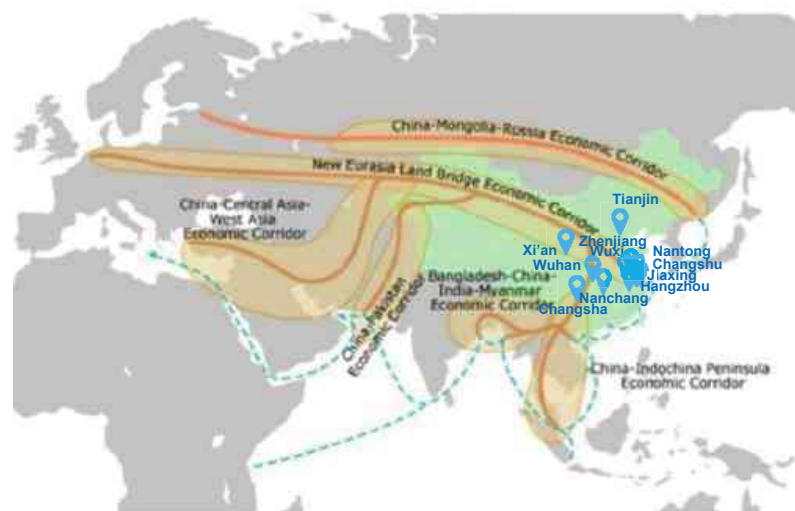 China-Mongolia-Russia Economic Corridor
New Eurasia Land Bridge Economic Corridor
China-Central Asia-
West Asia
Economic Corridor
Tianjin
Xi'an
Zhenjiang
Nantong
Wuxi
Changshu
Wuhan
Jiaxing
Hangzhou
Nanchang
Changsha
Bangladesh-China-
India-Myanmar
Economic Corridor
China-Pakistan
Economic Corridor
China-Indochina Peninsula
Economic Corridor